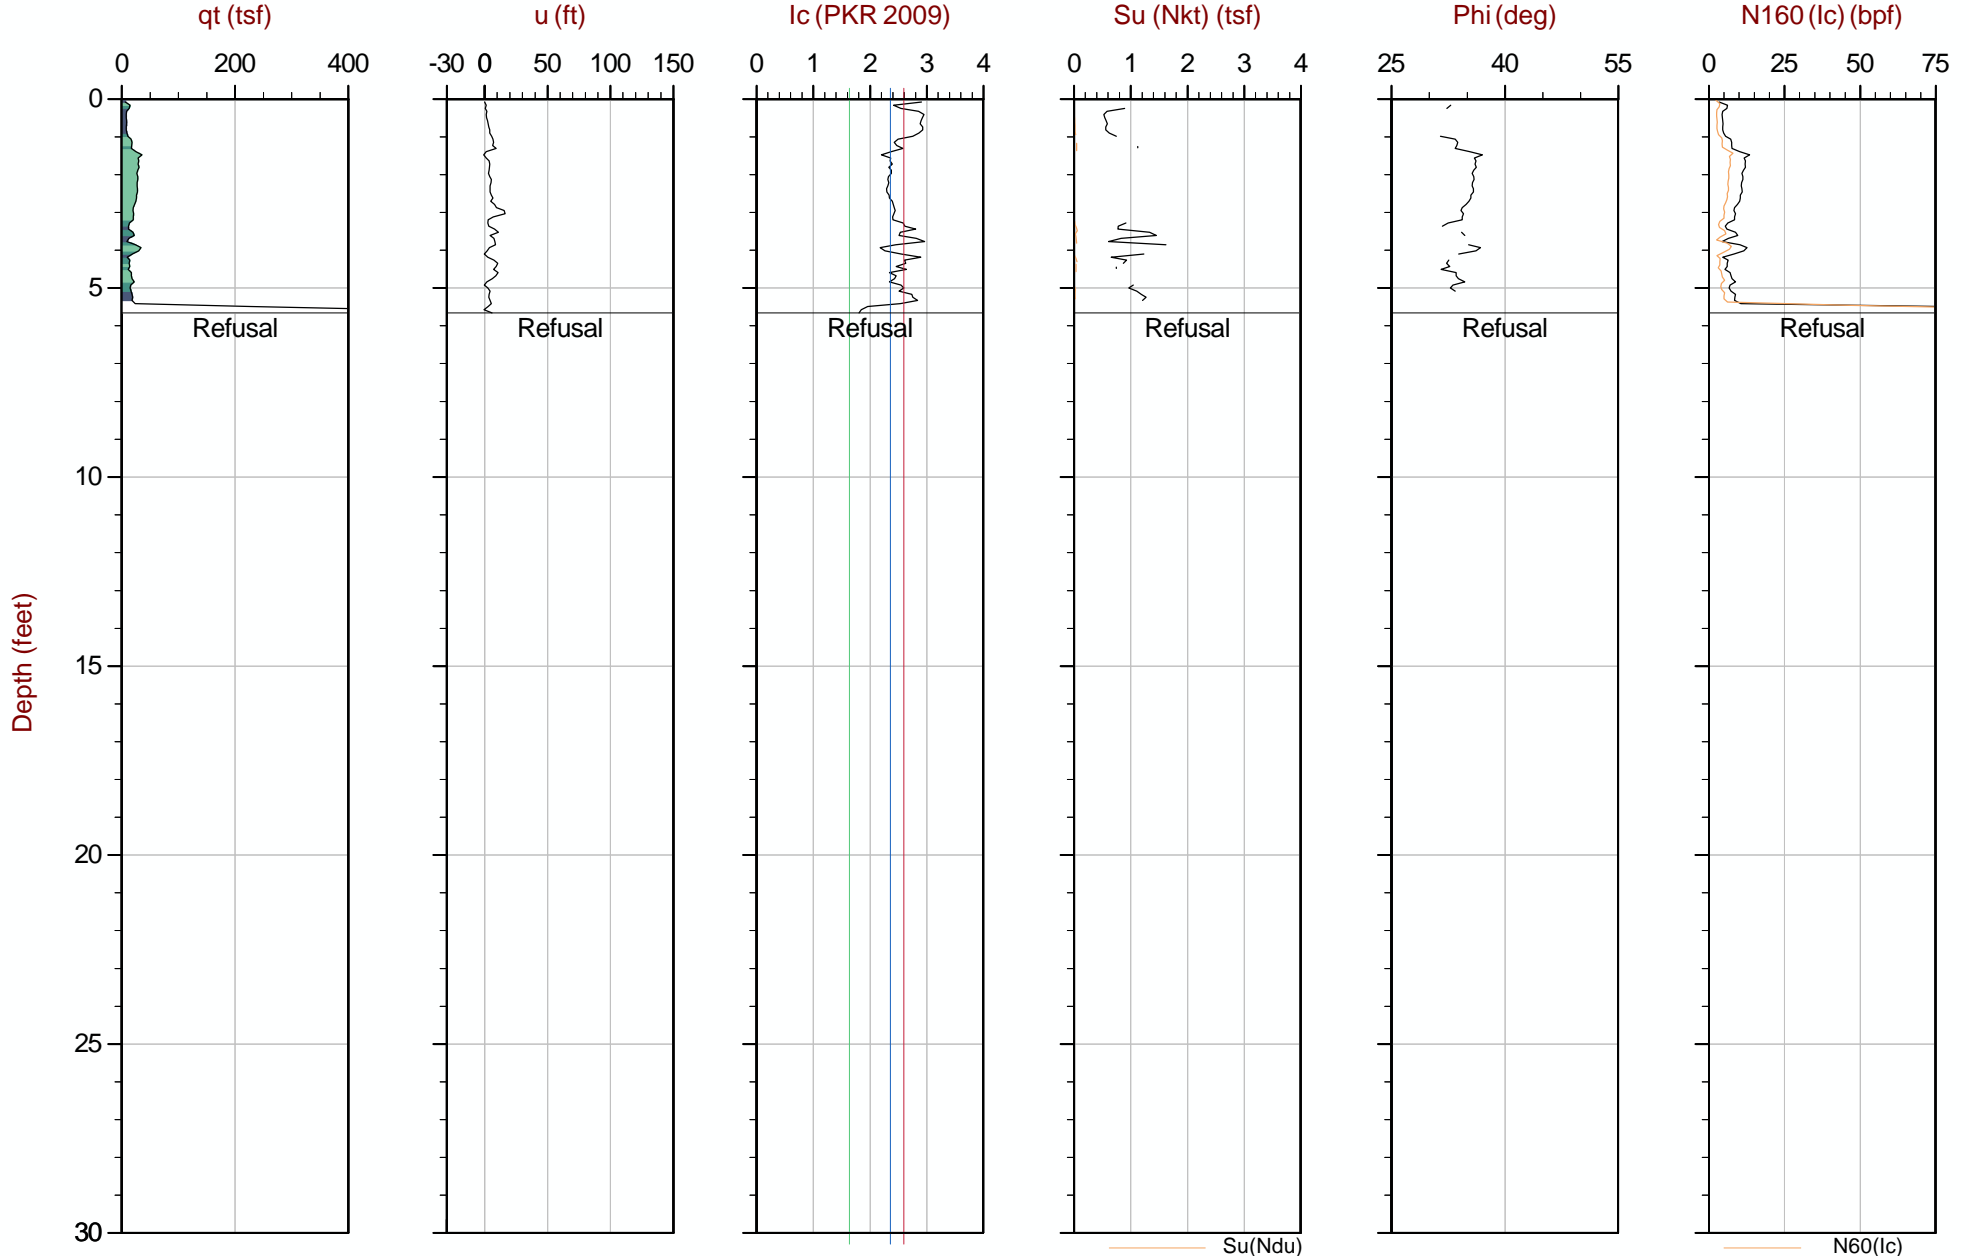 qt (tsf) u (ft) Ic (PKR 2009) Su (Nkt) (tsf) Phi (deg) N160 (Ic) (bpf)
0 200 400 -30 0 50 100 150 0 1 2 3 4 0 1 2 3 4 25 40 55 0 25 50 75
0
5
Refusal Refusal Refusal Refusal Refusal Refusal
10
15
Depth (feet)
20
25
30
Su(Ndu) N60(Ic)